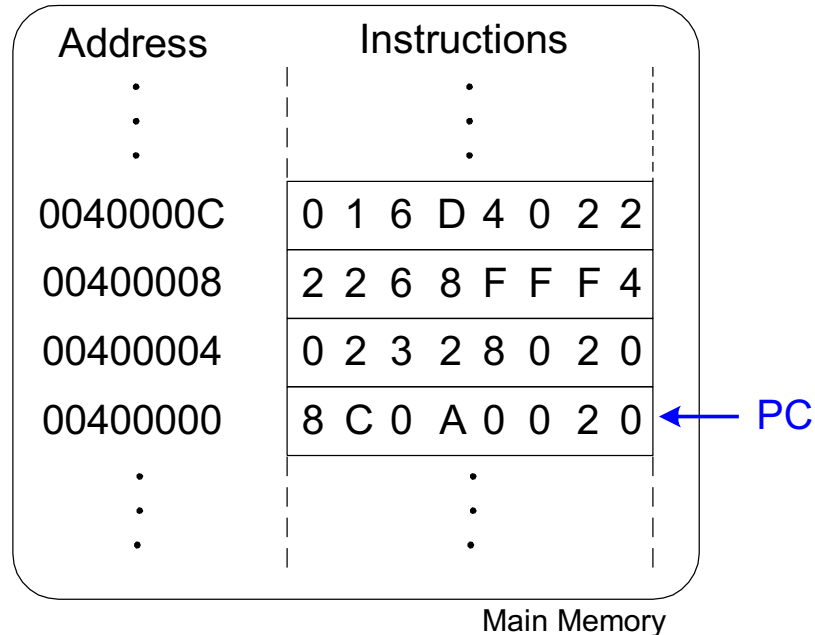 Address Instructions
0040000C 0 1 6 D 4 0 2 2
00400008 2 2 6 8 F F F 4
00400004 0 2 3 2 8 0 2 0
00400000 8 C 0 A 0 0 2 0 PC
Main Memory